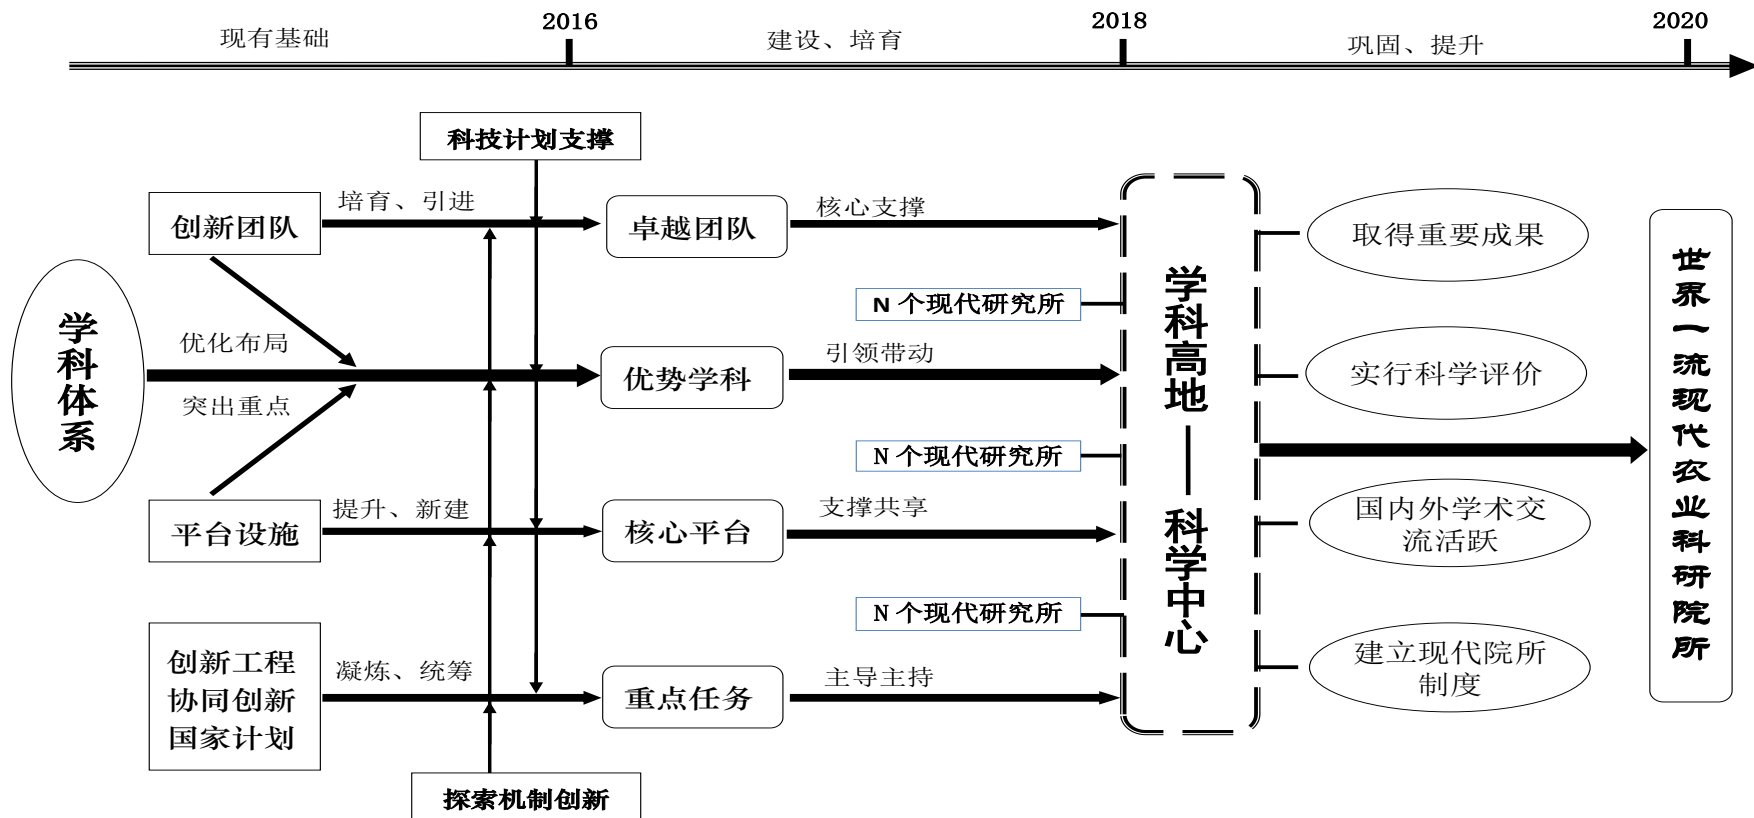 2016
2018
2020
现有基础
建设、培育
巩固、提升
科技计划支撑
创新团队
培育、引进
卓越团队
核心支撑
取得重要成果
N 个现代研究所
学科体系
优化布局
突出重点
优势学科
引领带动
学科高地——科学中心
实行科学评价
世界一流现代农业科研院所
N 个现代研究所
平台设施
提升、新建
核心平台
支撑共享
国内外学术交
流活跃
N 个现代研究所
创新工程
协同创新
国家计划
凝炼、统筹
重点任务
主导主持
建立现代院所
制度
探索机制创新